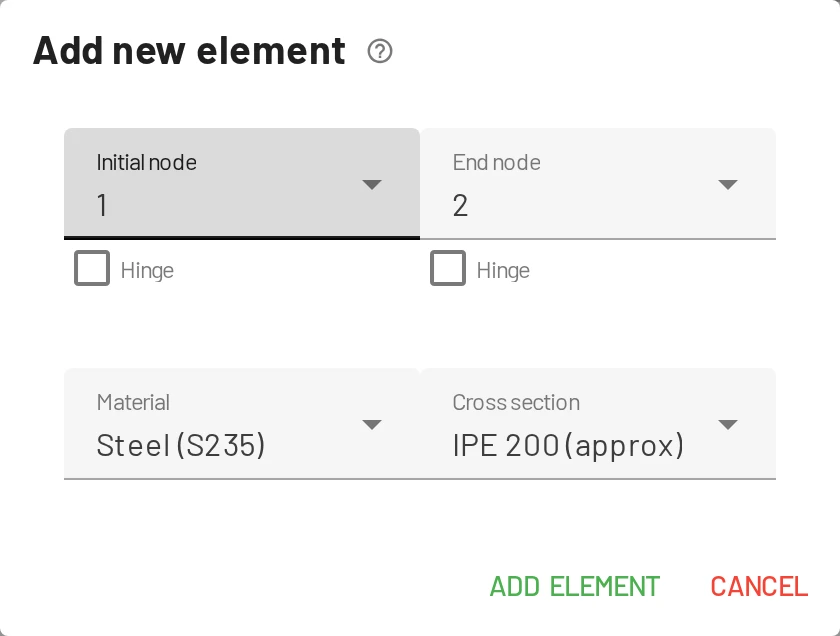 Add new element ?
Initial node
1
End node
2
Hinge
Hinge
Material
Steel (S235)
Cross section
IPE 200 (approx)
ADD ELEMENT
CANCEL